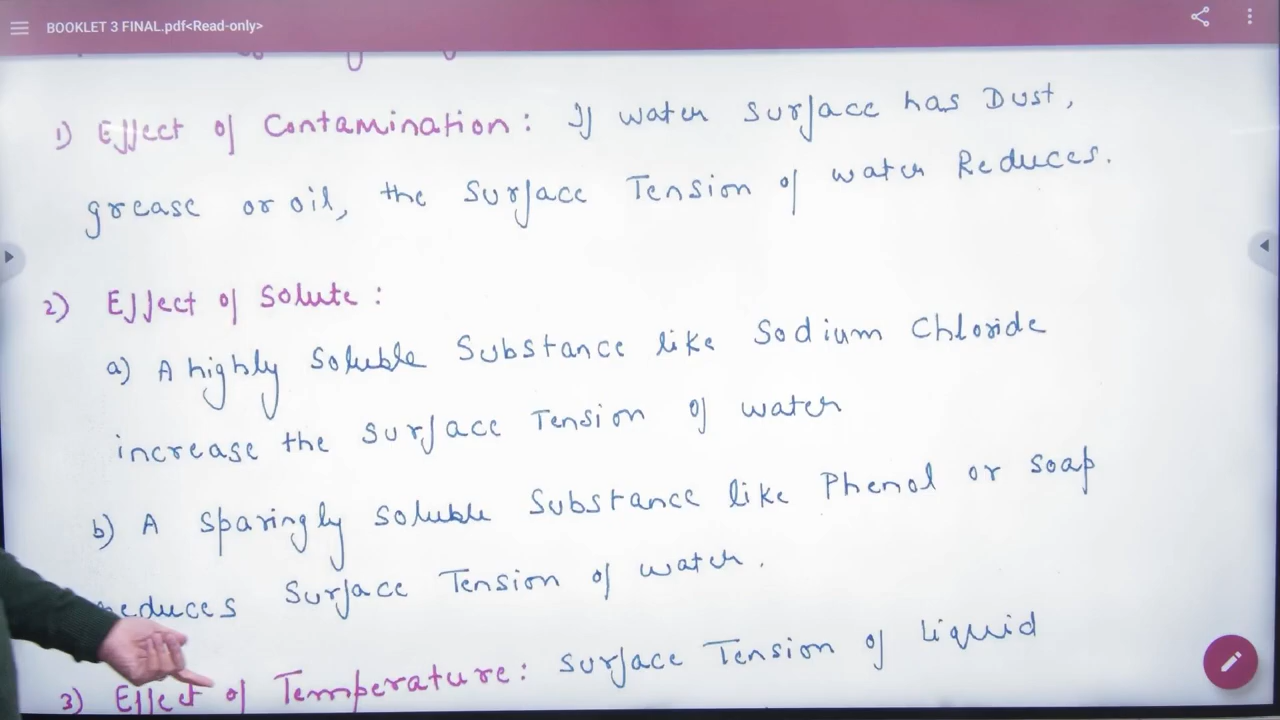 BOOKLET 3 FINAL.pdf<Read-only>
1) Effect of Contamination: If water surface has Dust,
grease or oil, the surface Tension of water Reduces.
2) Effect of Solute:
a) A highly soluble Substance like Sodium Chloride
increase the surface Tension of water
b) A sparingly soluble Substance like Phenol or soap
reduces Surface Tension of water.
3) Effect of Temperature: Surface Tension of liquid